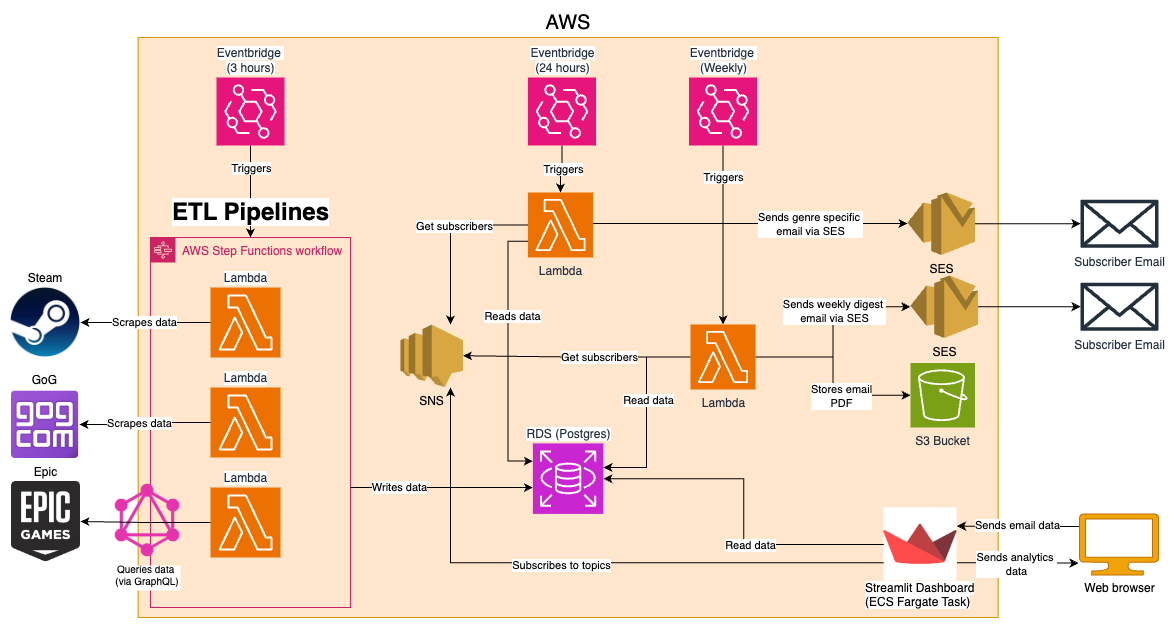 AWS
Eventbridge
(3 hours)
Eventbridge
(24 hours)
Eventbridge
(Weekly)
Triggers
Triggers
Triggers
ETL Pipelines
AWS Step Functions workflow
Get subscribers
Sends genre specific
email via SES
Lambda
SES
Subscriber Email
Steam
Lambda
Scrapes data
Reads data
Sends weekly digest
email via SES
SES
Subscriber Email
Get subscribers
GoG
gog
com
Lambda
Scrapes data
SNS
Read data
Lambda
Stores email
PDF
S3 Bucket
RDS (Postgres)
Epic
EPIC
GAMES
Lambda
Writes data
Queries data
(via GraphQL)
Read data
Subscribes to topics
Sends email data
Sends analytics
data
Streamlit Dashboard
(ECS Fargate Task)
Web browser